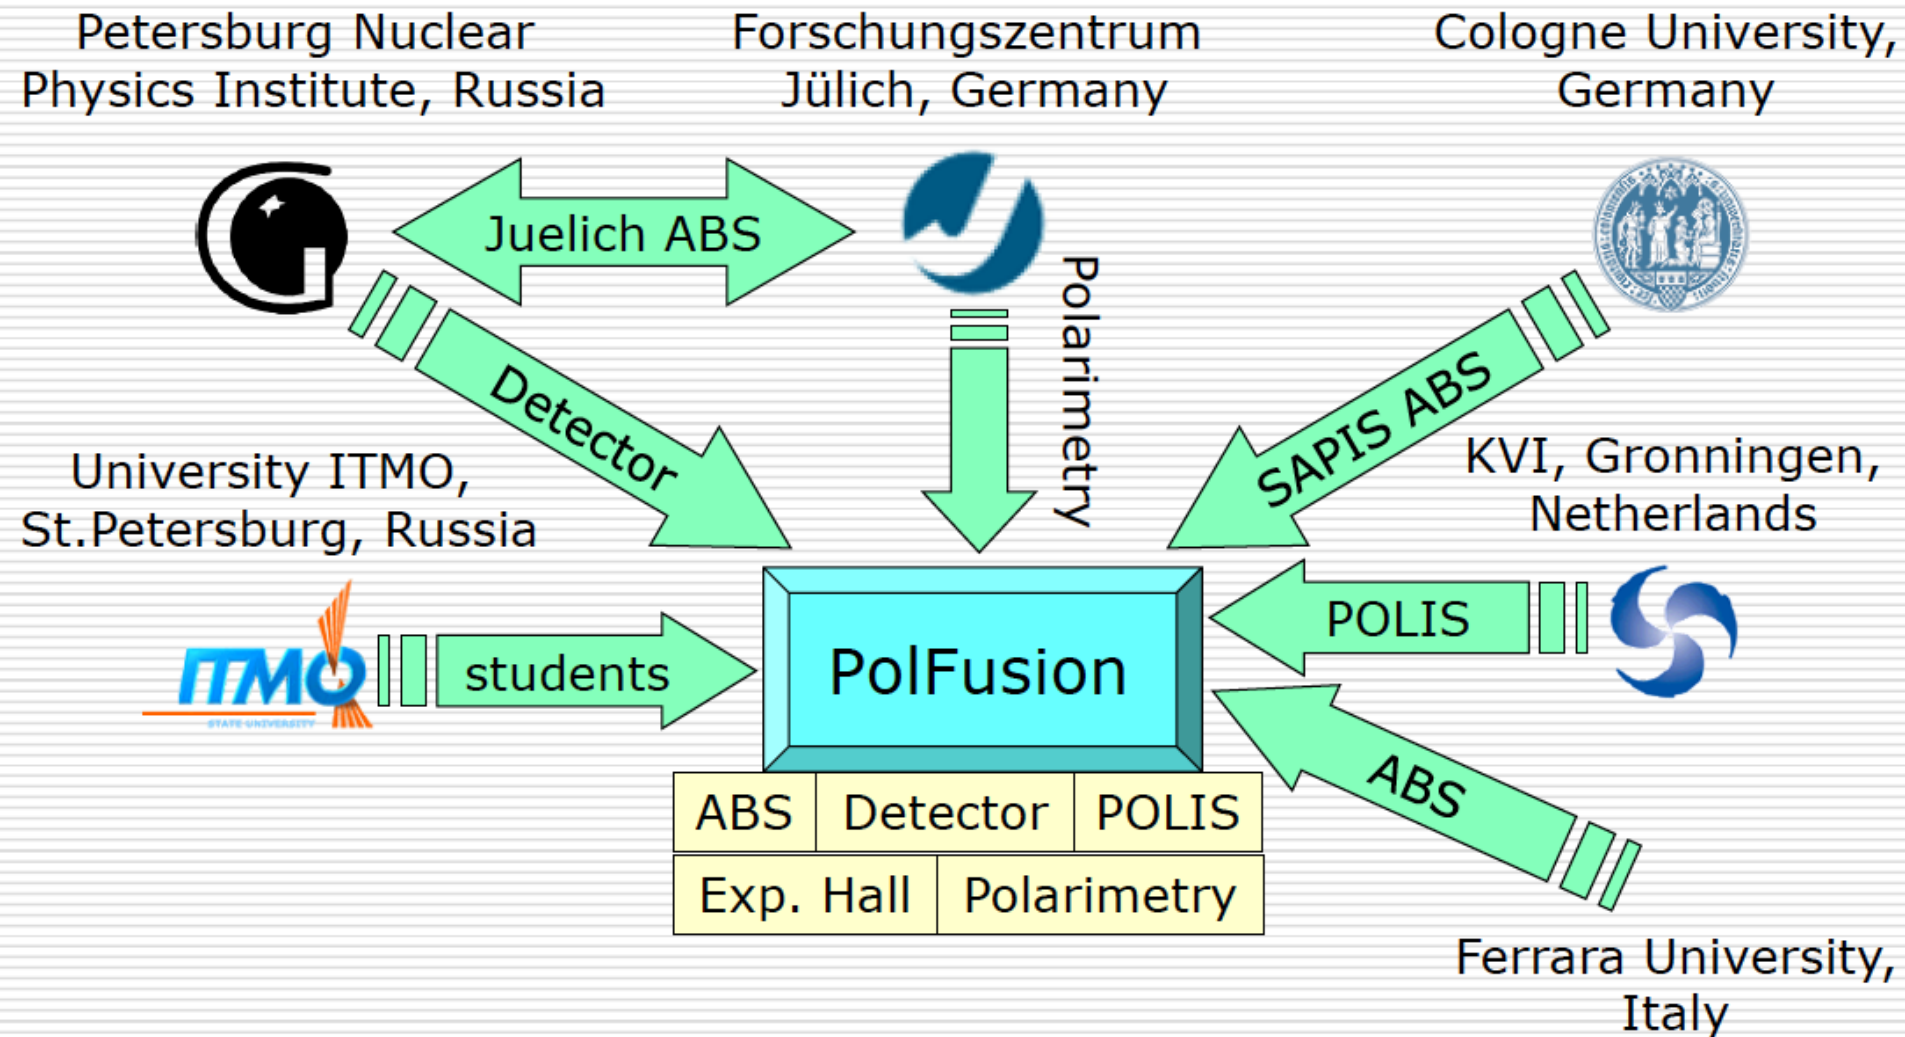 Petersburg Nuclear
Physics Institute, Russia
Forschungszentrum
Jülich, Germany
Cologne University,
Germany
Juelich ABS
Polarimetry
Detector
SAPIS ABS
University ITMO,
St.Petersburg, Russia
KVI, Gronningen,
Netherlands
ITMO
STATE UNIVERSITY
students
PolFusion
POLIS
ABS
ABS
Detector
POLIS
Exp. Hall
Polarimetry
Ferrara University,
Italy